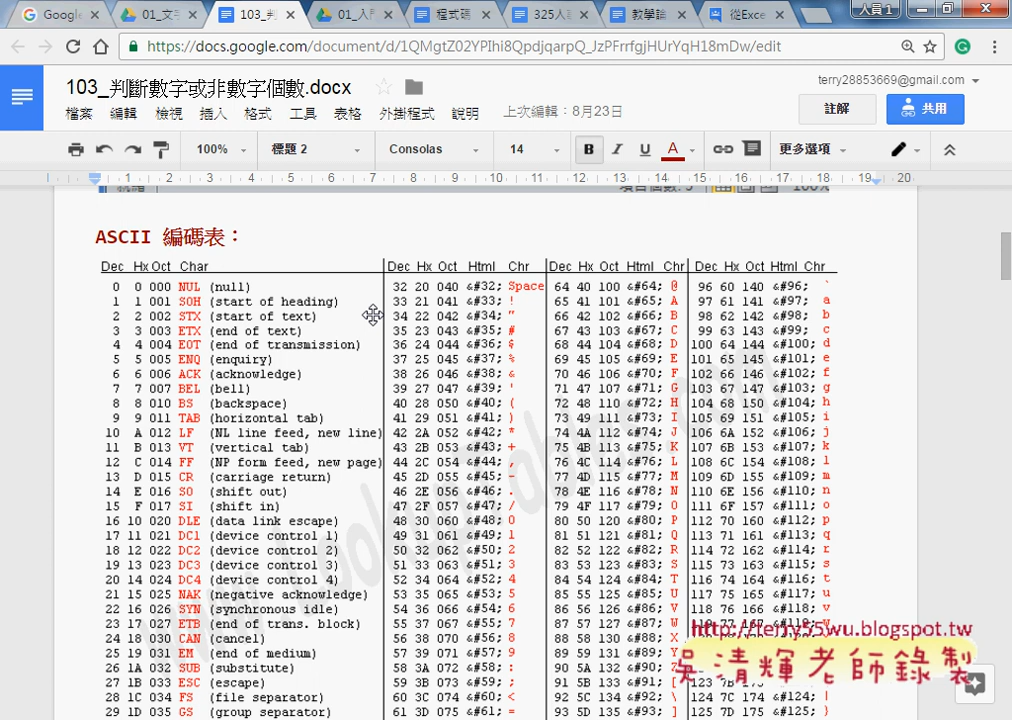 Googl
01_文字
103_判
01_入門
程式碼
325人
教學論
從Exce
人員 1
https://docs.google.com/document/d/1QMgtZ02YPIhi8QpdjqarpQ_JzPFrrfgjHUrYqH18mDw/edit
103_判斷數字或非數字個數.docx
terry28853669@gmail.com
檔案 編輯 檢視 插入 格式 工具 表格 外掛程式 說明 上次編輯：8月23日
註解 共用
100% 標題 2 Consolas 14 B I U A 更多選項
1 1 2 3 4 5 6 7 8 9 10 11 12 13 14 15 16 17 18 19 20
ASCII 編碼表：
Dec Hx Oct Char Dec Hx Oct Html Chr Dec Hx Oct Html Chr Dec Hx Oct Html Chr
0 0 000 NUL (null) 32 20 040 &#32; Space 64 40 100 &#64; @ 96 60 140 &#96; `
1 1 001 SOH (start of heading) 33 21 041 &#33; ! 65 41 101 &#65; A 97 61 141 &#97; a
2 2 002 STX (start of text) 34 22 042 &#34; " 66 42 102 &#66; B 98 62 142 &#98; b
3 3 003 ETX (end of text) 35 23 043 &#35; # 67 43 103 &#67; C 99 63 143 &#99; c
4 4 004 EOT (end of transmission) 36 24 044 &#36; $ 68 44 104 &#68; D 100 64 144 &#100; d
5 5 005 ENQ (enquiry) 37 25 045 &#37; % 69 45 105 &#69; E 101 65 145 &#101; e
6 6 006 ACK (acknowledge) 38 26 046 &#38; & 70 46 106 &#70; F 102 66 146 &#102; f
7 7 007 BEL (bell) 39 27 047 &#39; ' 71 47 107 &#71; G 103 67 147 &#103; g
8 8 010 BS (backspace) 40 28 050 &#40; ( 72 48 110 &#72; H 104 68 150 &#104; h
9 9 011 TAB (horizontal tab) 41 29 051 &#41; ) 73 49 111 &#73; I 105 69 151 &#105; i
10 A 012 LF (NL line feed, new line) 42 2A 052 &#42; * 74 4A 112 &#74; J 106 6A 152 &#106; j
11 B 013 VT (vertical tab) 43 2B 053 &#43; + 75 4B 113 &#75; K 107 6B 153 &#107; k
12 C 014 FF (NP form feed, new page) 44 2C 054 &#44; , 76 4C 114 &#76; L 108 6C 154 &#108; l
13 D 015 CR (carriage return) 45 2D 055 &#45; - 77 4D 115 &#77; M 109 6D 155 &#109; m
14 E 016 SO (shift out) 46 2E 056 &#46; . 78 4E 116 &#78; N 110 6E 156 &#110; n
15 F 017 SI (shift in) 47 2F 057 &#47; / 79 4F 117 &#79; O 111 6F 157 &#111; o
16 10 020 DLE (data link escape) 48 30 060 &#48; 0 80 50 120 &#80; P 112 70 160 &#112; p
17 11 021 DC1 (device control 1) 49 31 061 &#49; 1 81 51 121 &#81; Q 113 71 161 &#113; q
18 12 022 DC2 (device control 2) 50 32 062 &#50; 2 82 52 122 &#82; R 114 72 162 &#114; r
19 13 023 DC3 (device control 3) 51 33 063 &#51; 3 83 53 123 &#83; S 115 73 163 &#115; s
20 14 024 DC4 (device control 4) 52 34 064 &#52; 4 84 54 124 &#84; T 116 74 164 &#116; t
21 15 025 NAK (negative acknowledge) 53 35 065 &#53; 5 85 55 125 &#85; U 117 75 165 &#117; u
22 16 026 SYN (synchronous idle) 54 36 066 &#54; 6 86 56 126 &#86; V 118 76 166 &#118; v
23 17 027 ETB (end of trans. block) 55 37 067 &#55; 7 87 57 127 &#87; W
http://terry55wu.blogspot.tw
24 18 030 CAN (cancel) 56 38 070 &#56; 8 88 58 130 &#88; X
25 19 031 EM (end of medium) 57 39 071 &#57; 9 89 59 131 &#89; Y
吳清輝老師錄製
26 1A 032 SUB (substitute) 58 3A 072 &#58; : 90 5A 132 &#90; Z
27 1B 033 ESC (escape) 59 3B 073 &#59; ; 91 5B 133 &#91; [
28 1C 034 FS (file separator) 60 3C 074 &#60; < 92 5C 134 &#92; \ 124 7C 174 &#124; |
29 1D 035 GS (group separator) 61 3D 075 &#61; = 93 5D 135 &#93; ] 125 7D 175 &#125; }